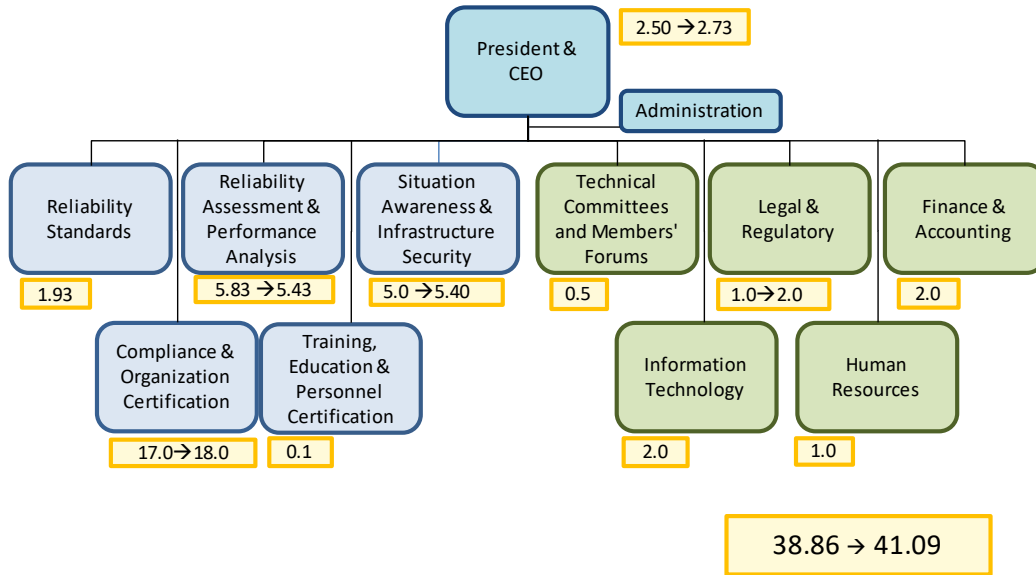 2.50 → 2.73
President &
CEO
Administration
Reliability
Standards
1.93
Reliability
Assessment &
Performance
Analysis
5.83 → 5.43
Situation
Awareness &
Infrastructure
Security
5.0 → 5.40
Technical
Committees
and Members'
Forums
0.5
Legal &
Regulatory
1.0 → 2.0
Finance &
Accounting
2.0
Compliance &
Organization
Certification
17.0 → 18.0
Training,
Education &
Personnel
Certification
0.1
Information
Technology
2.0
Human
Resources
1.0
38.86 → 41.09